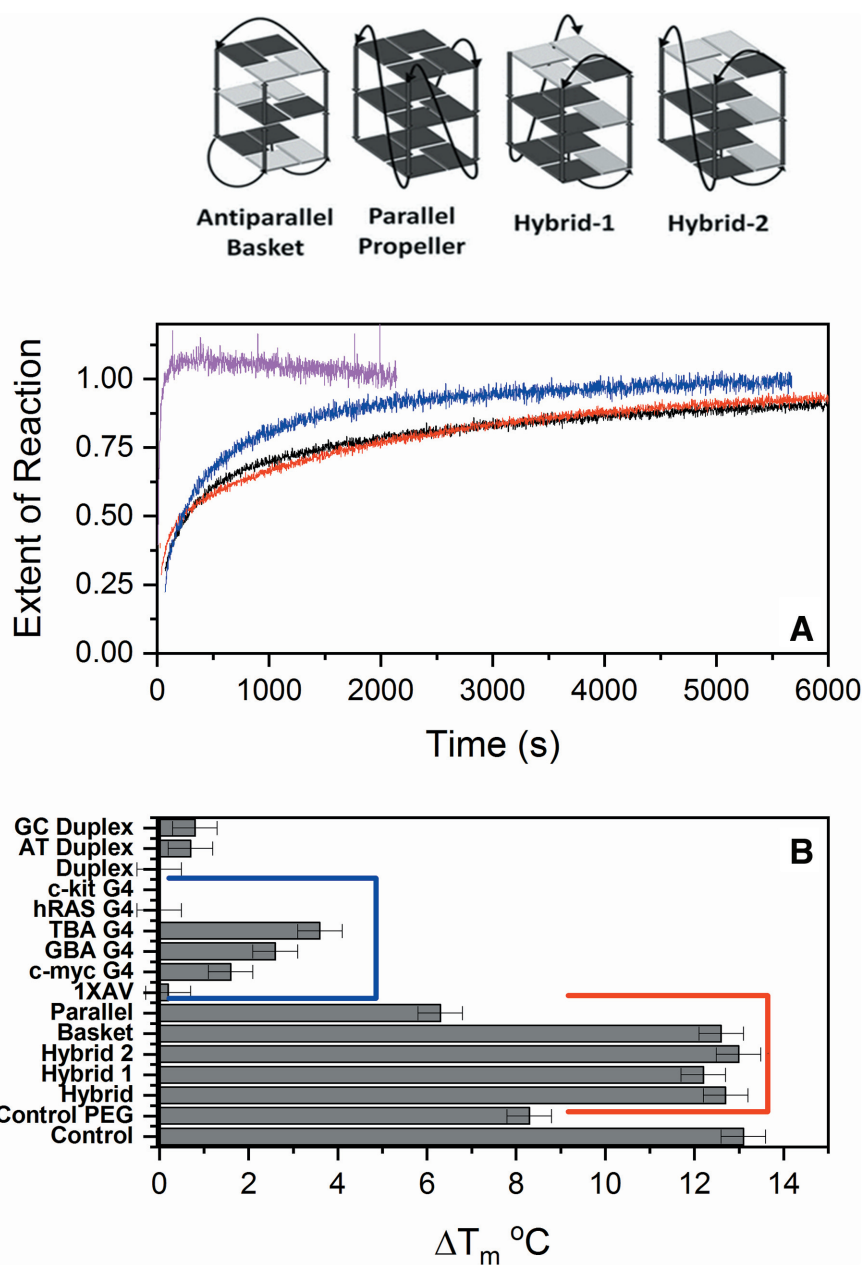 Antiparallel
Basket
Parallel
Propeller
Hybrid-1
Hybrid-2
Extent of Reaction
1.00
0.75
0.50
0.25
0.00
A
0 1000 2000 3000 4000 5000 6000
Time (s)
B
GC Duplex
AT Duplex
Duplex
c-kit G4
hRAS G4
TBA G4
GBA G4
c-myc G4
1XAV
Parallel
Basket
Hybrid 2
Hybrid 1
Hybrid
Control PEG
Control
0 2 4 6 8 10 12 14
ΔTm °C